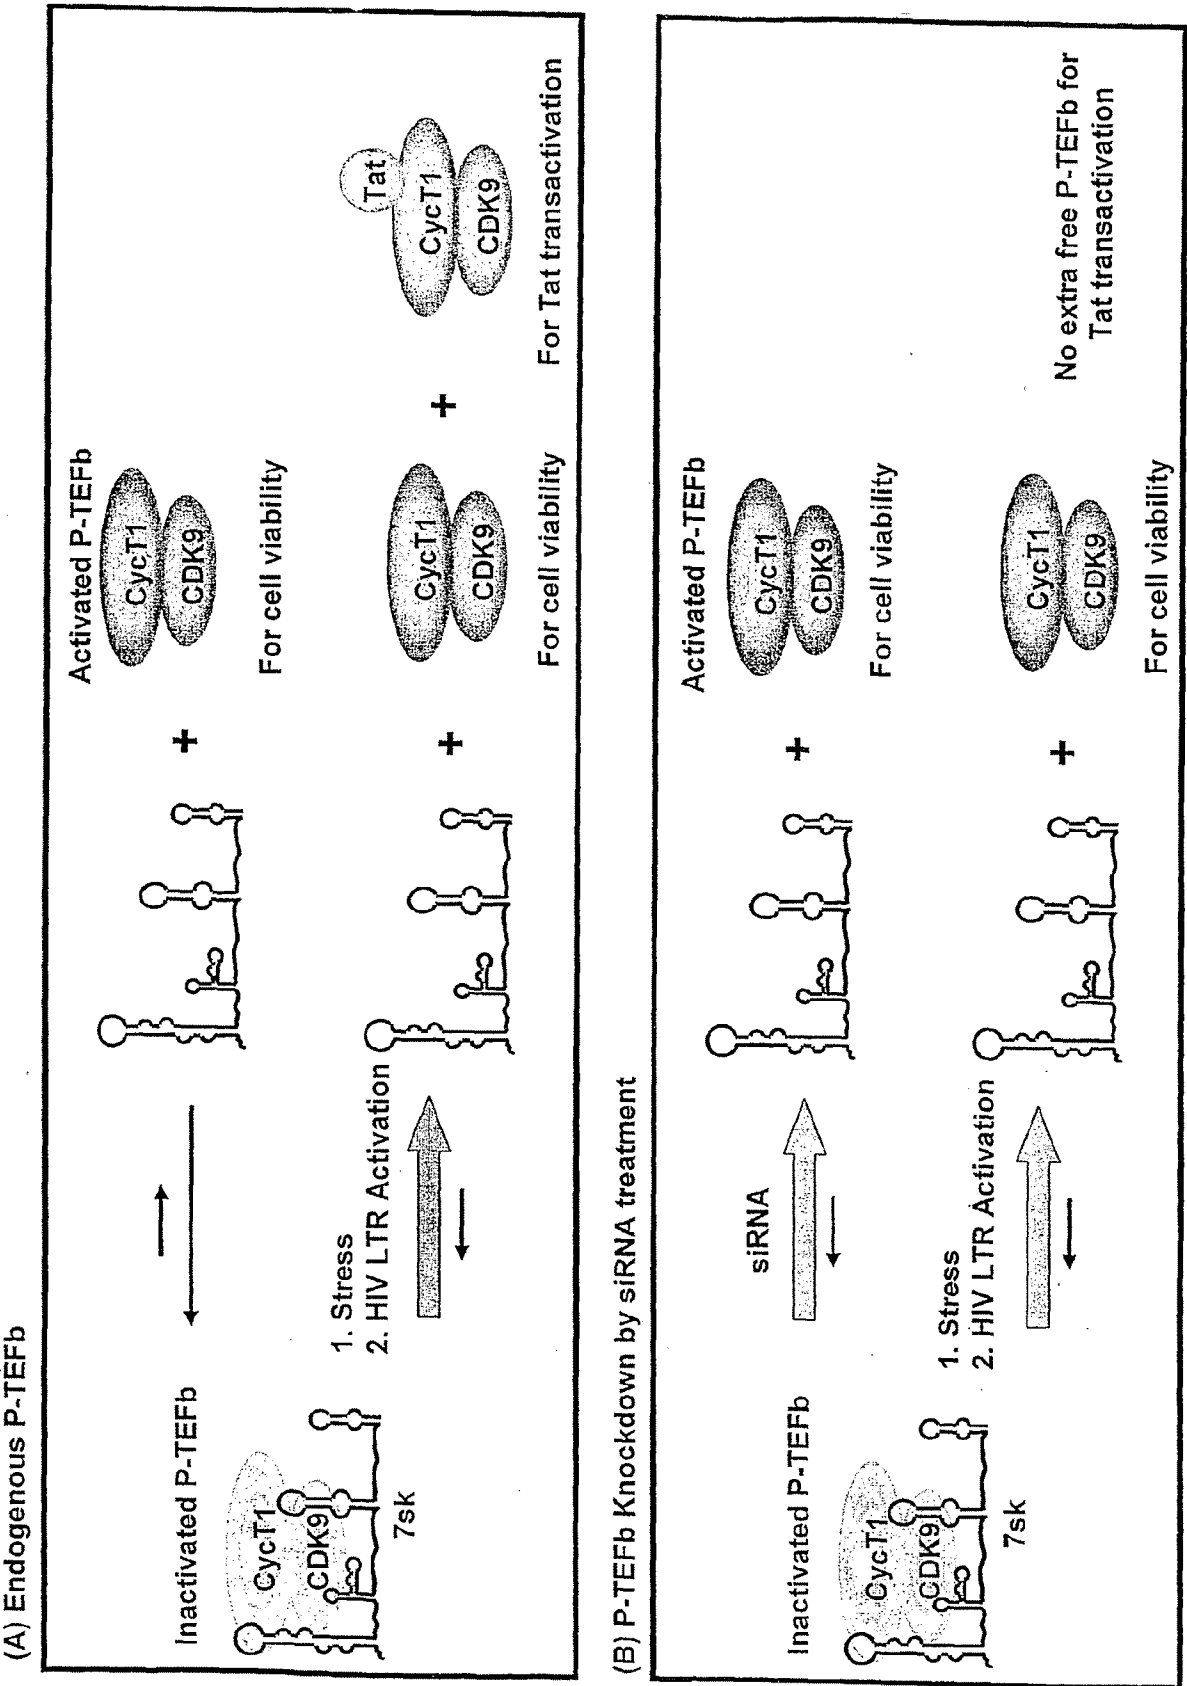 (A) Endogenous P-TEFb
Inactivated P-TEFb
Activated P-TEFb
CycT1
CDK9
7sk
+
CycT1
CDK9
For cell viability
1. Stress
2. HIV LTR Activation
+
CycT1
CDK9
For cell viability
+
Tat
CycT1
CDK9
For Tat transactivation
(B) P-TEFb Knockdown by siRNA treatment
Inactivated P-TEFb
Activated P-TEFb
CycT1
CDK9
7sk
siRNA
+
CycT1
CDK9
For cell viability
1. Stress
2. HIV LTR Activation
+
CycT1
CDK9
For cell viability
No extra free P-TEFb for
Tat transactivation